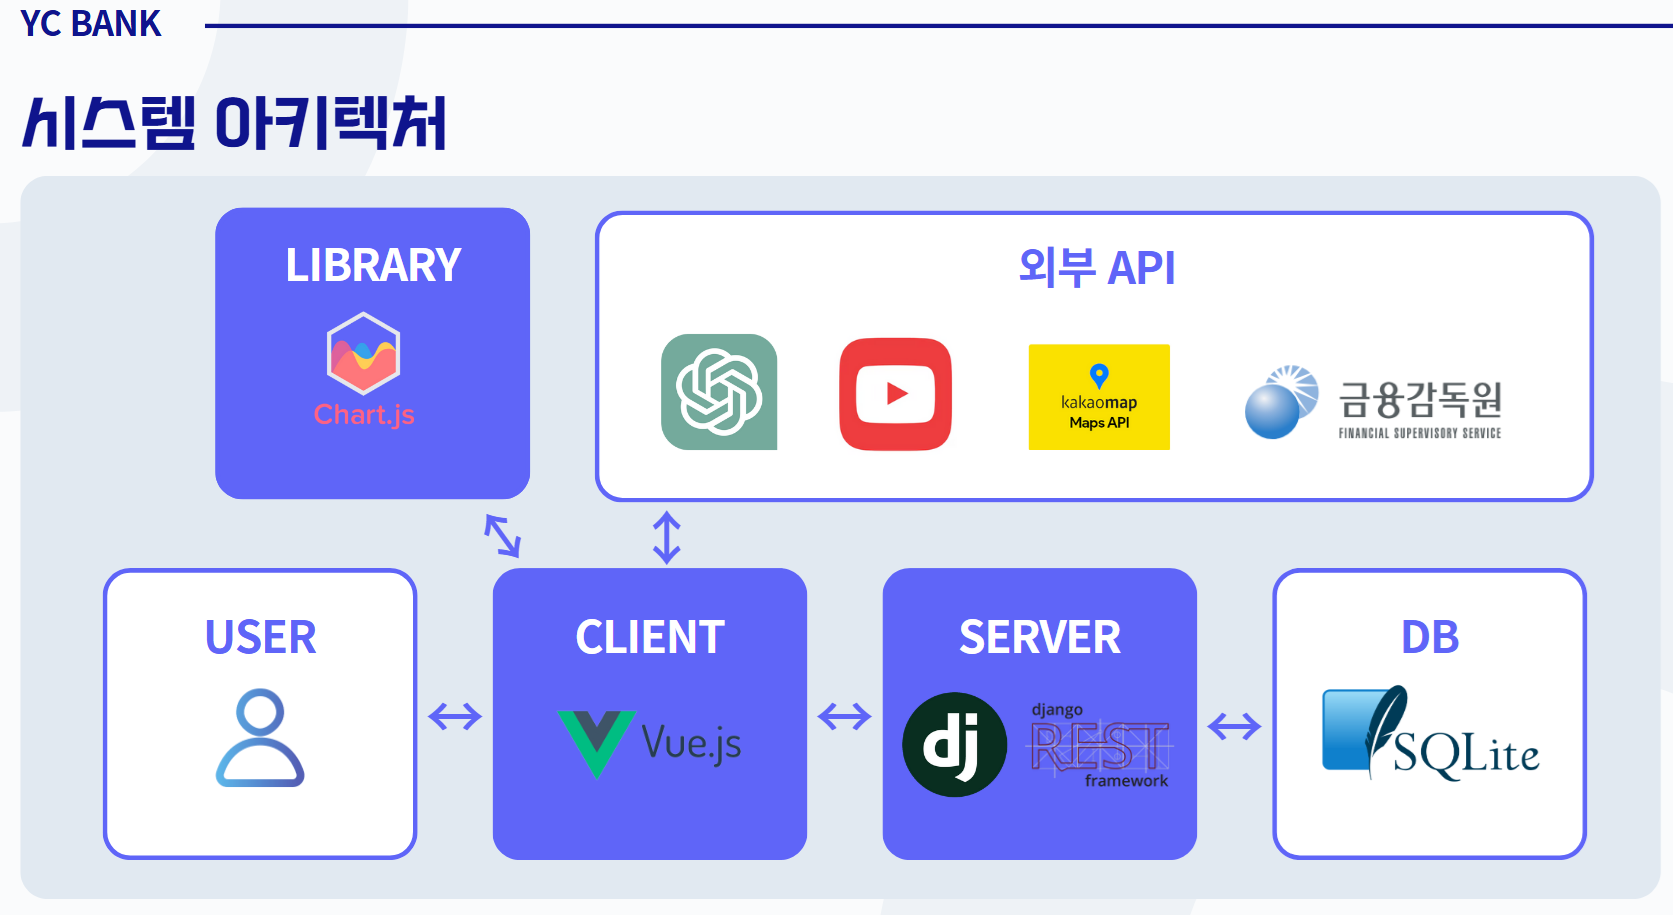 YC BANK
시스템 아키텍처
LIBRARY
Chart.js
외부 API
kakaomap
Maps API
금융감독원
FINANCIAL SUPERVISORY SERVICE
USER
CLIENT
Vue.js
SERVER
dj
django
REST
framework
DB
SQLite